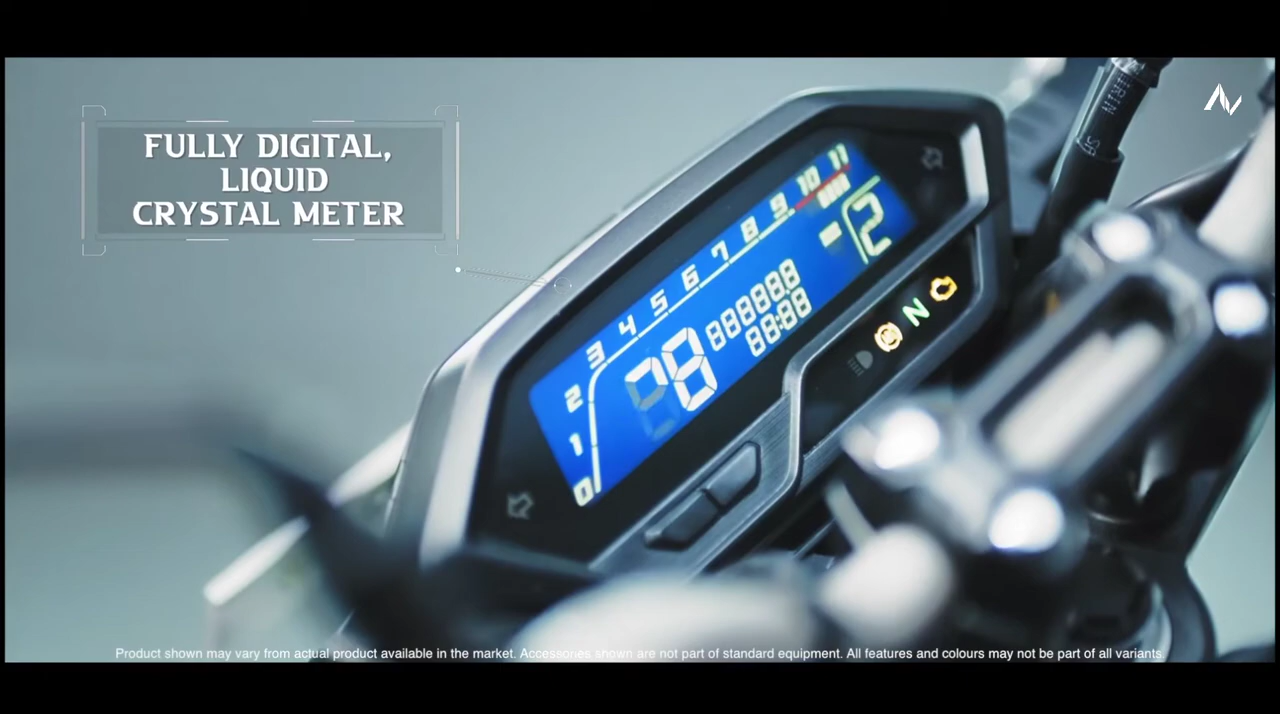 FULLY DIGITAL,
LIQUID
CRYSTAL METER
0 1 2 3 4 5 6 7 8 9 10 11
2
888888
88:88
N
Product shown may vary from actual product available in the market. Accessories shown are not part of standard equipment. All features and colours may not be part of all variants.